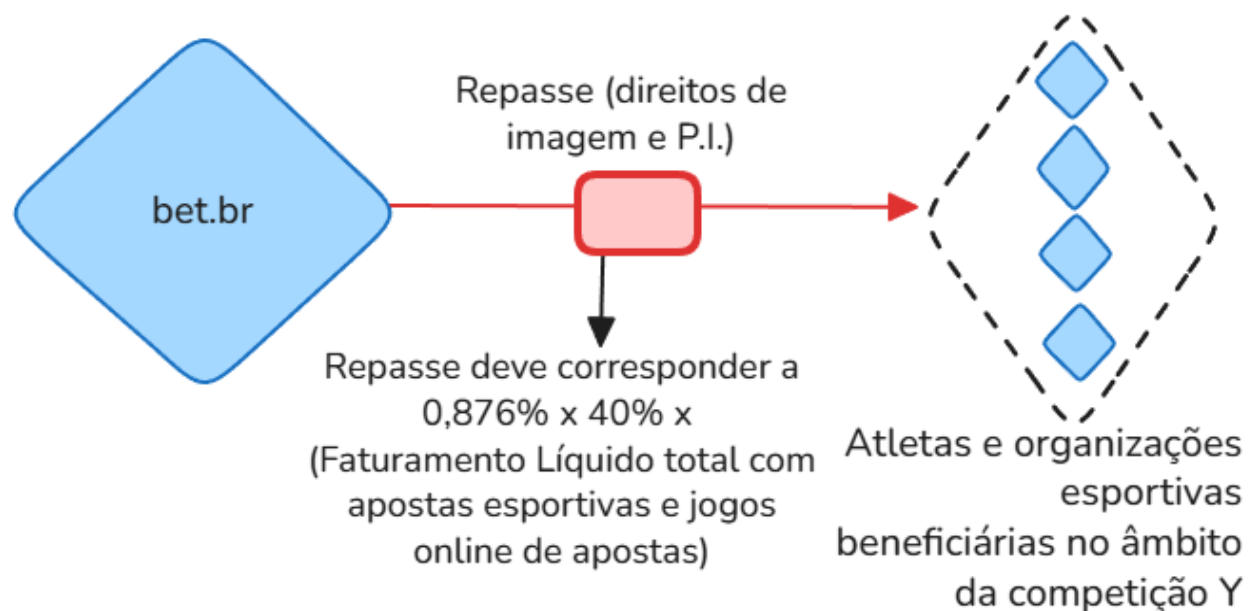 Repasse (direitos de
imagem e P.I.)
bet.br
Repasse deve corresponder a
0,876% x 40% x
(Faturamento Líquido total com
apostas esportivas e jogos
online de apostas)
Atletas e organizações
esportivas
beneficiárias no âmbito
da competição Y